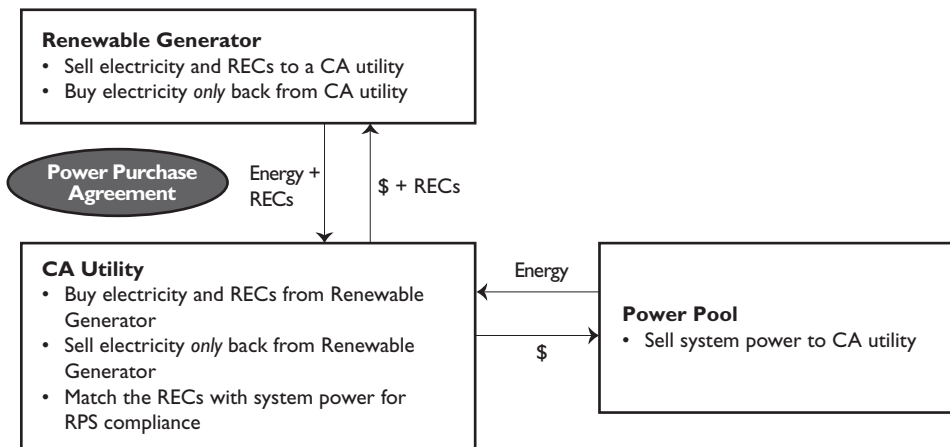 Renewable Generator
• Sell electricity and RECs to a CA utility
• Buy electricity only back from CA utility
Power Purchase
Agreement
Energy +
RECs
$ + RECs
CA Utility
• Buy electricity and RECs from Renewable
Generator
• Sell electricity only back from Renewable
Generator
• Match the RECs with system power for
RPS compliance
Energy
$
Power Pool
• Sell system power to CA utility